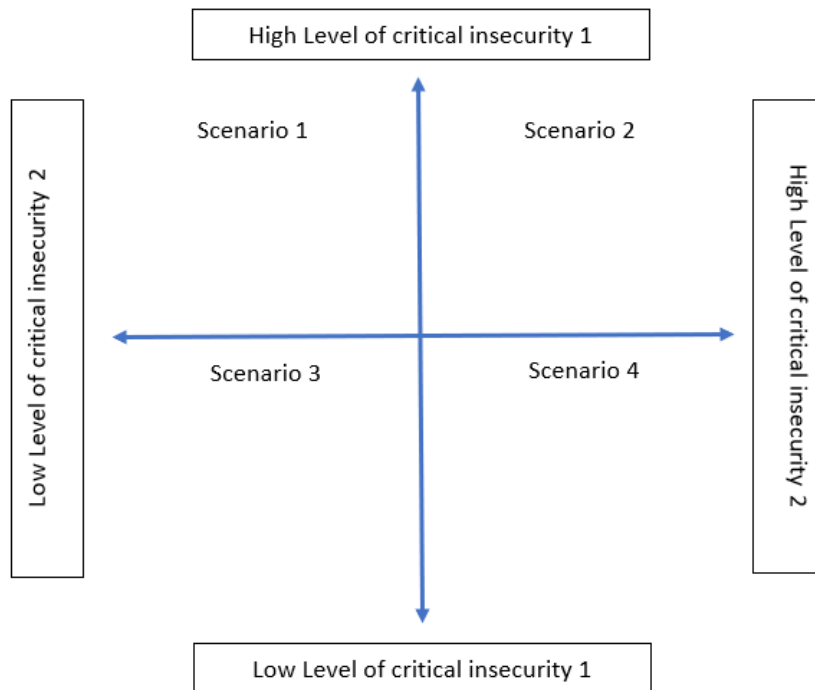 High Level of critical insecurity 1
Scenario 1
Scenario 2
Low Level of critical insecurity 2
High Level of critical insecurity 2
Scenario 3
Scenario 4
Low Level of critical insecurity 1